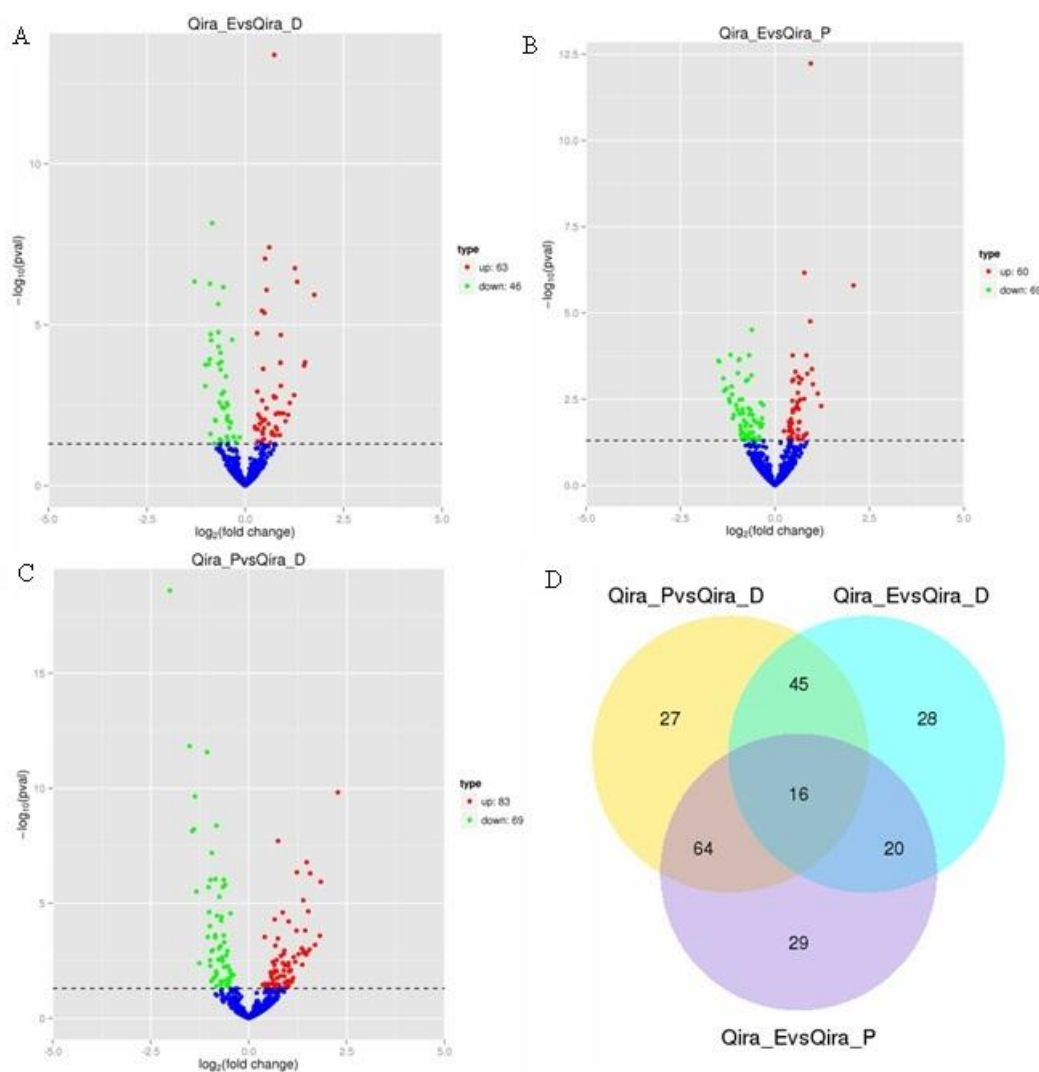 A
Qira_EvsQira_D
10
5
0
-5.0
-2.5
0.0
2.5
5.0
−log10(pval)
log2(fold change)
type
up: 63
down: 46
B
Qira_EvsQira_P
12.5
10.0
7.5
5.0
2.5
0.0
-5.0
-2.5
0.0
2.5
5.0
−log10(pval)
log2(fold change)
type
up: 60
down: 69
C
Qira_PvsQira_D
15
10
5
0
-5.0
-2.5
0.0
2.5
5.0
−log10(pval)
log2(fold change)
type
up: 83
down: 69
D
Qira_PvsQira_D
Qira_EvsQira_D
45
27
28
16
64
20
29
Qira_EvsQira_P